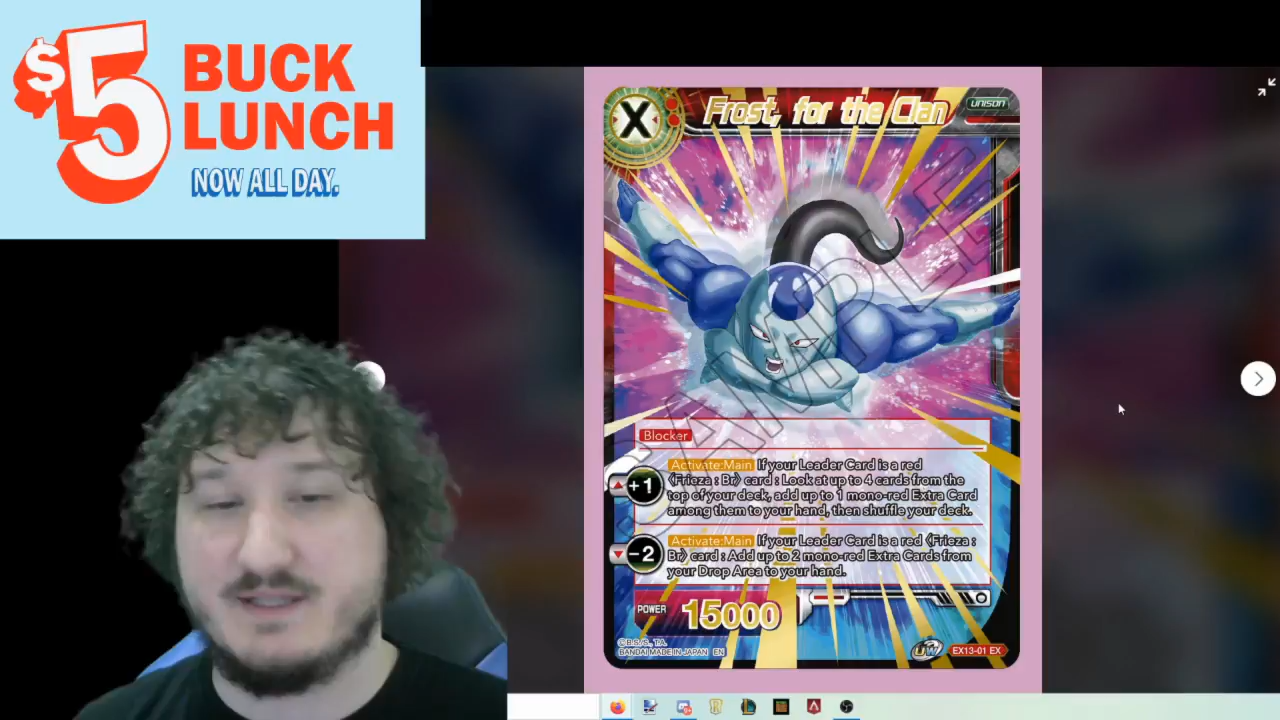 $5 BUCK
LUNCH
NOW ALL DAY.
X
Frost, for the Clan
UNISON
SAMPLE
Blocker
+1
Activate:Main If your Leader Card is a red
《Frieza : Br》 card : Look at up to 4 cards from the
top of your deck, add up to 1 mono-red Extra Card
among them to your hand, then shuffle your deck.
-2
Activate:Main If your Leader Card is a red 《Frieza :
Br》 card : Add up to 2 mono-red Extra Cards from
your Drop Area to your hand.
POWER 15000
©B.S./S., T.A.
BANDAI MADE IN JAPAN EN
UW
EX13-01 EX